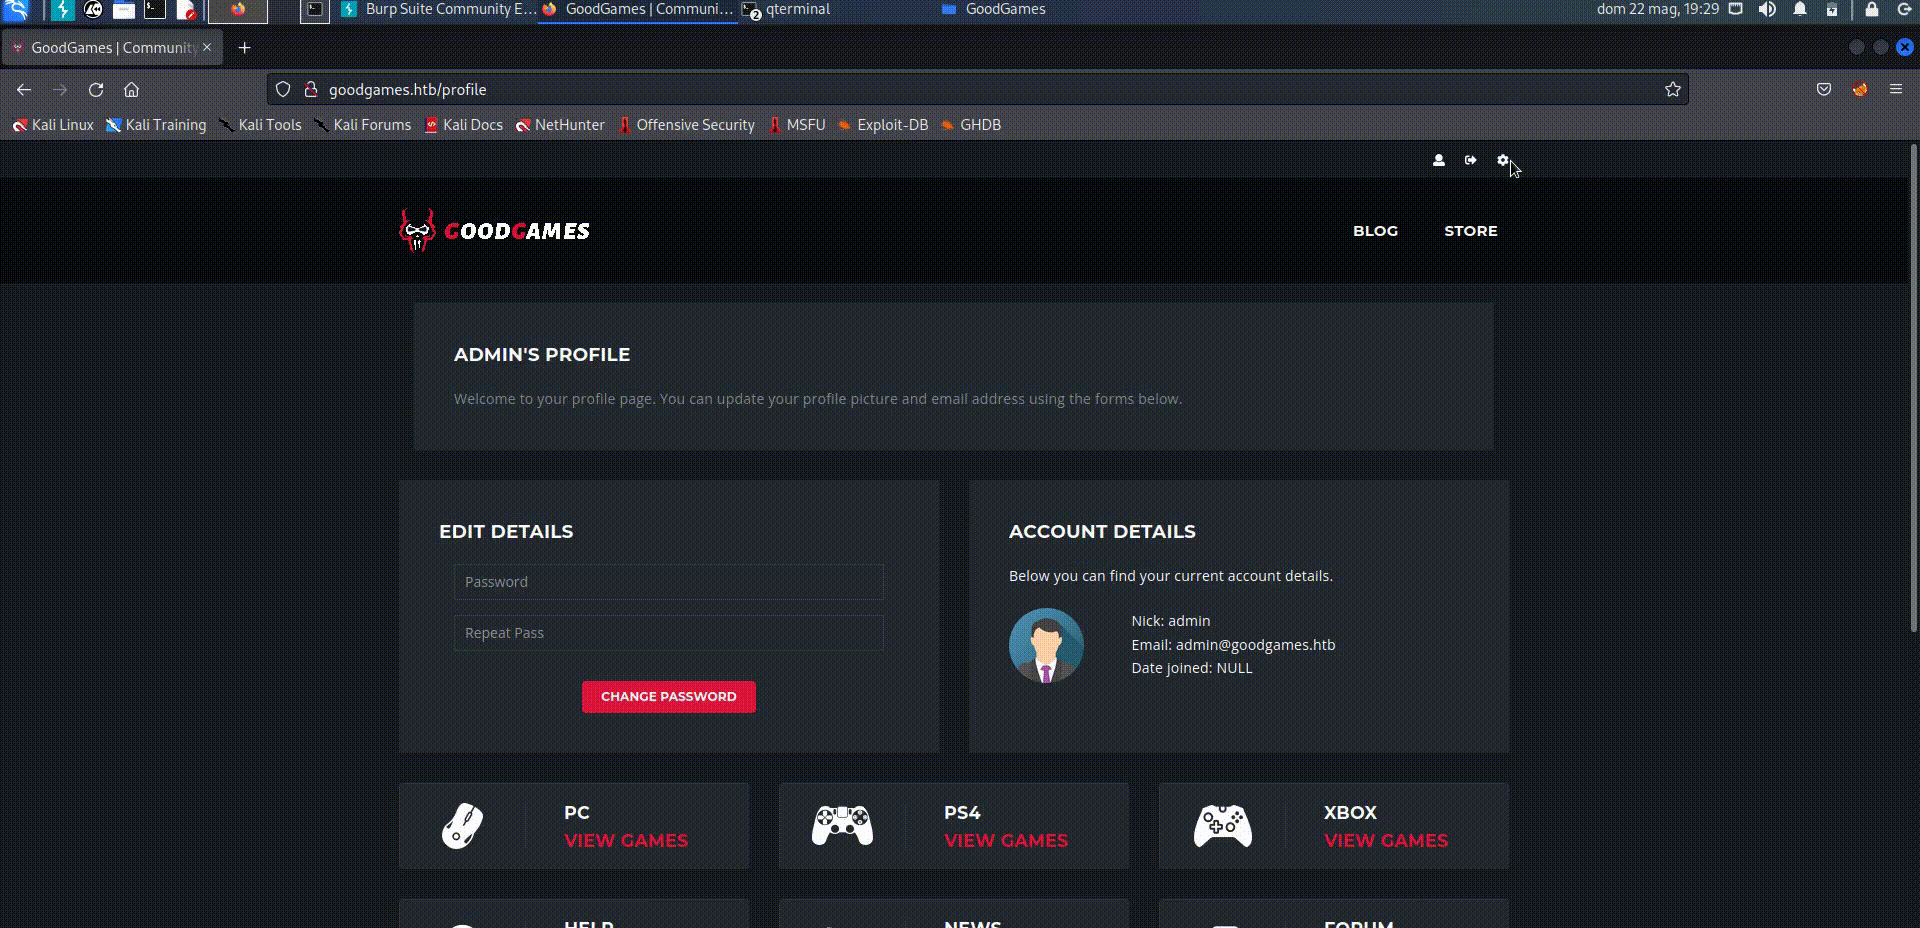 Burp Suite Community E...
GoodGames | Communi...
2
qterminal
GoodGames
dom 22 mag, 19:29
GoodGames | Community
goodgames.htb/profile
Kali Linux
Kali Training
Kali Tools
Kali Forums
Kali Docs
NetHunter
Offensive Security
MSFU
Exploit-DB
GHDB
GOODGAMES
BLOG
STORE
ADMIN'S PROFILE
Welcome to your profile page. You can update your profile picture and email address using the forms below.
EDIT DETAILS
Password
Repeat Pass
CHANGE PASSWORD
ACCOUNT DETAILS
Below you can find your current account details.
Nick: admin
Email: admin@goodgames.htb
Date joined: NULL
PC
VIEW GAMES
PS4
VIEW GAMES
XBOX
VIEW GAMES
HELP
NEWS
FORUM